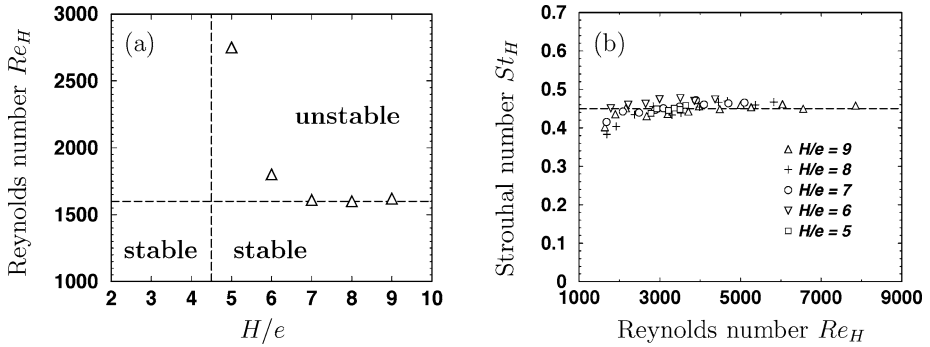 (a)
Reynolds number Re_H
3000
2500
2000
1500
1000
unstable
stable
stable
2 3 4 5 6 7 8 9 10
H/e
(b)
Strouhal number St_H
0.7
0.6
0.5
0.4
0.3
0.2
0.1
0
H/e = 9
H/e = 8
H/e = 7
H/e = 6
H/e = 5
1000 3000 5000 7000 9000
Reynolds number Re_H